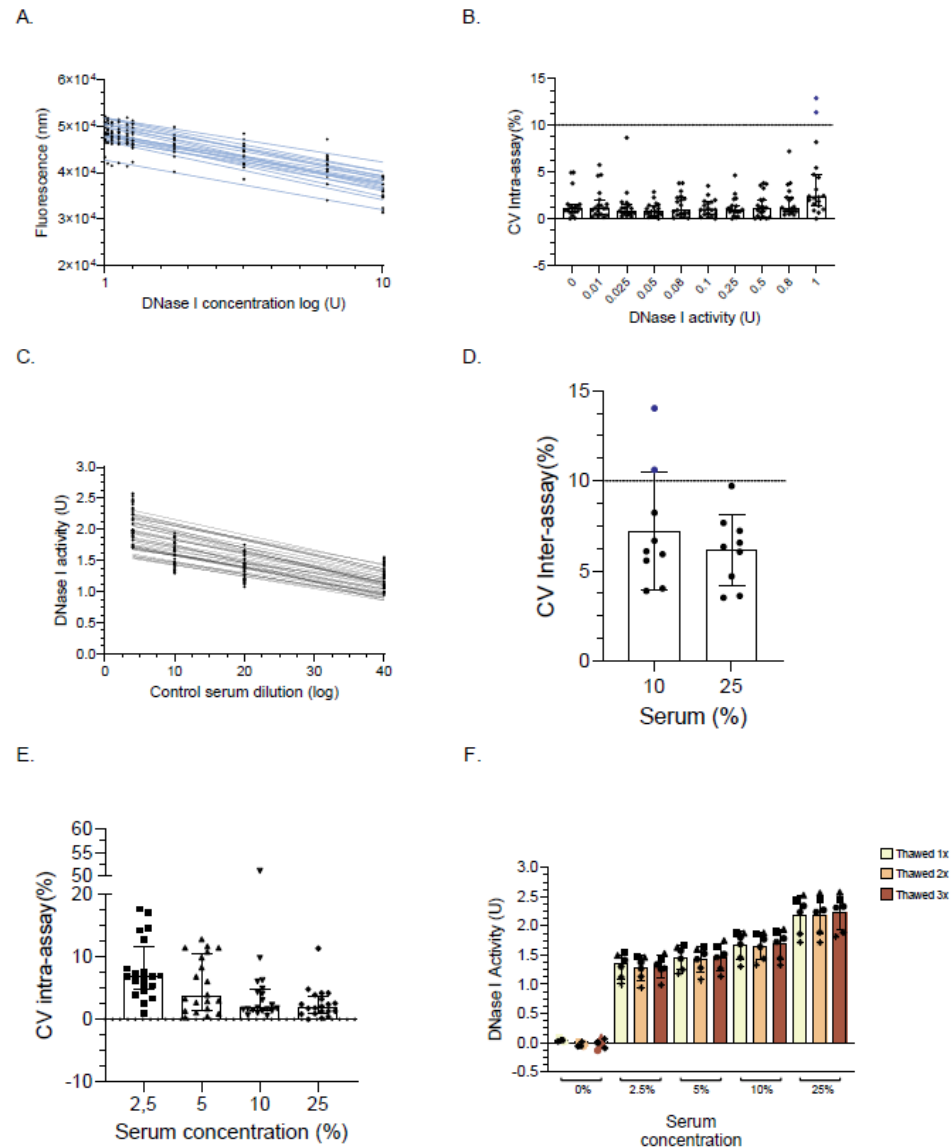 A.
6×10⁴
5×10⁴
4×10⁴
3×10⁴
2×10⁴
Fluorescence (nm)
1 10
DNase I concentration log (U)
B.
15
10
5
0
-5
CV Intra-assay(%)
0 0.01 0.025 0.05 0.08 0.1 0.25 0.5 0.8 1
DNase I activity (U)
C.
3.0
2.5
2.0
1.5
1.0
0.5
0.0
DNase I activity (U)
0 10 20 30 40
Control serum dilution (log)
D.
15
10
5
0
CV Inter-assay(%)
10 25
Serum (%)
E.
60
55
50
20
10
0
-10
CV intra-assay(%)
2,5 5 10 25
Serum concentration (%)
F.
Thawed 1x
Thawed 2x
Thawed 3x
3.0
2.5
2.0
1.5
1.0
0.5
0.0
-0.5
DNase I Activity (U)
0% 2.5% 5% 10% 25%
Serum
concentration